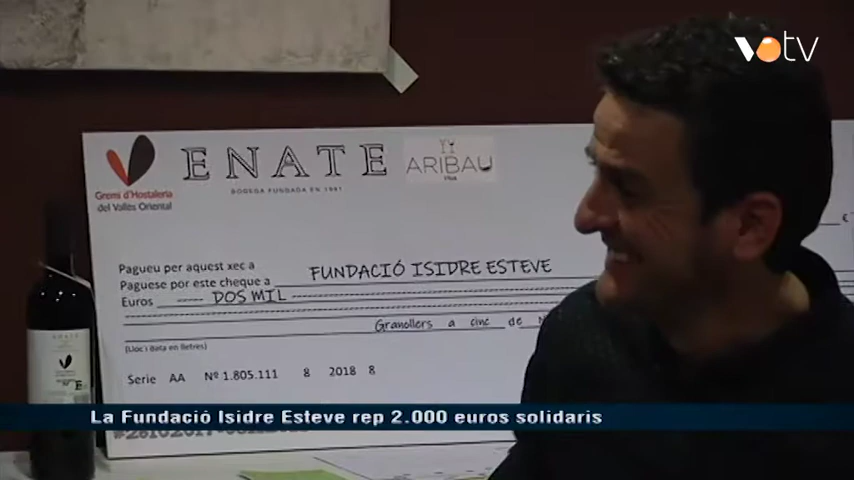 votv
Gremi d'Hostaleria
del Vallès Oriental
ENATE
BODEGA FUNDADA EN 1991
ARIBAU
Pagueu per aquest xec a
Paguese por este cheque a FUNDACIÓ ISIDRE ESTEVE
€
Euros DOS MIL
Granollers a cinc de
(Lloc i data en lletres)
Serie AA Nº 1.805.111 8 2018 8
La Fundació Isidre Esteve rep 2.000 euros solidaris